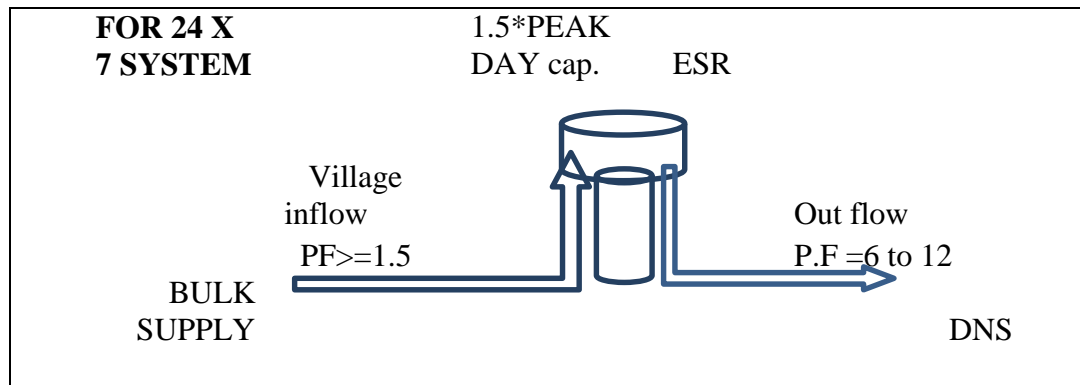 FOR 24 X
7 SYSTEM
1.5*PEAK
DAY cap.
ESR
Village
inflow
PF>=1.5
BULK
SUPPLY
Out flow
P.F =6 to 12
DNS